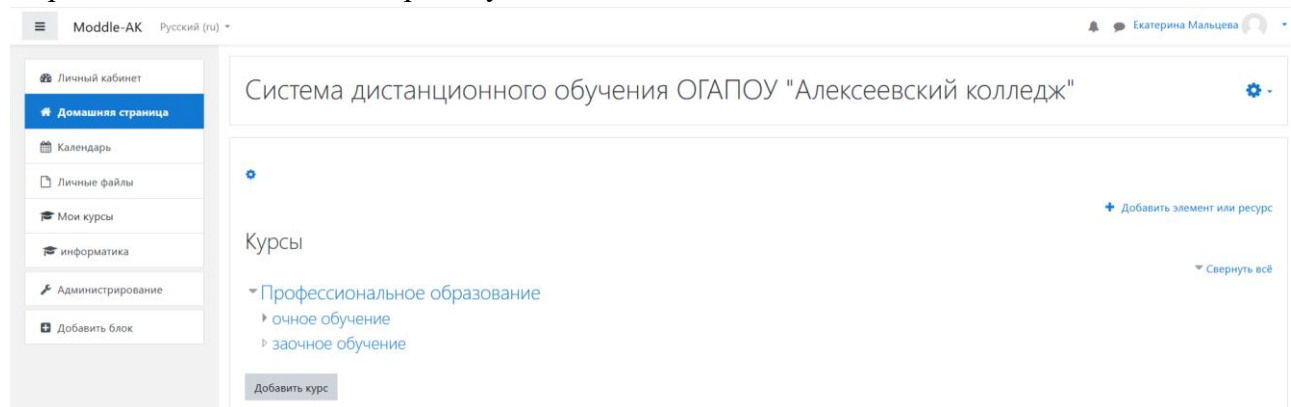 Moddle-AK Русский (ru)
Екатерина Мальцева
Личный кабинет
Домашняя страница
Календарь
Личные файлы
Мои курсы
информатика
Администрирование
Добавить блок
Система дистанционного обучения ОГАПОУ "Алексеевский колледж"
Добавить элемент или ресурс
Курсы
Свернуть всё
Профессиональное образование
очное обучение
заочное обучение
Добавить курс